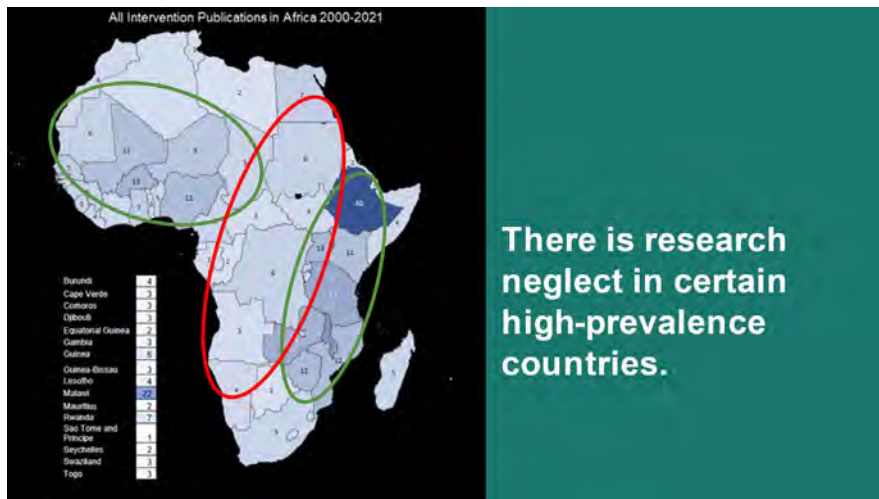 All Intervention Publications in Africa 2000-2021
Burundi 4
Cape Verde 3
Comoros 3
Djibouti 3
Equatorial Guinea 2
Gambia 3
Guinea 6
Guinea-Bissau 3
Lesotho 4
Malawi 22
Mauritius 2
Rwanda 7
Sao Tome and
Principe 1
Seychelles 2
Swaziland 3
Togo 3
There is research
neglect in certain
high-prevalence
countries.